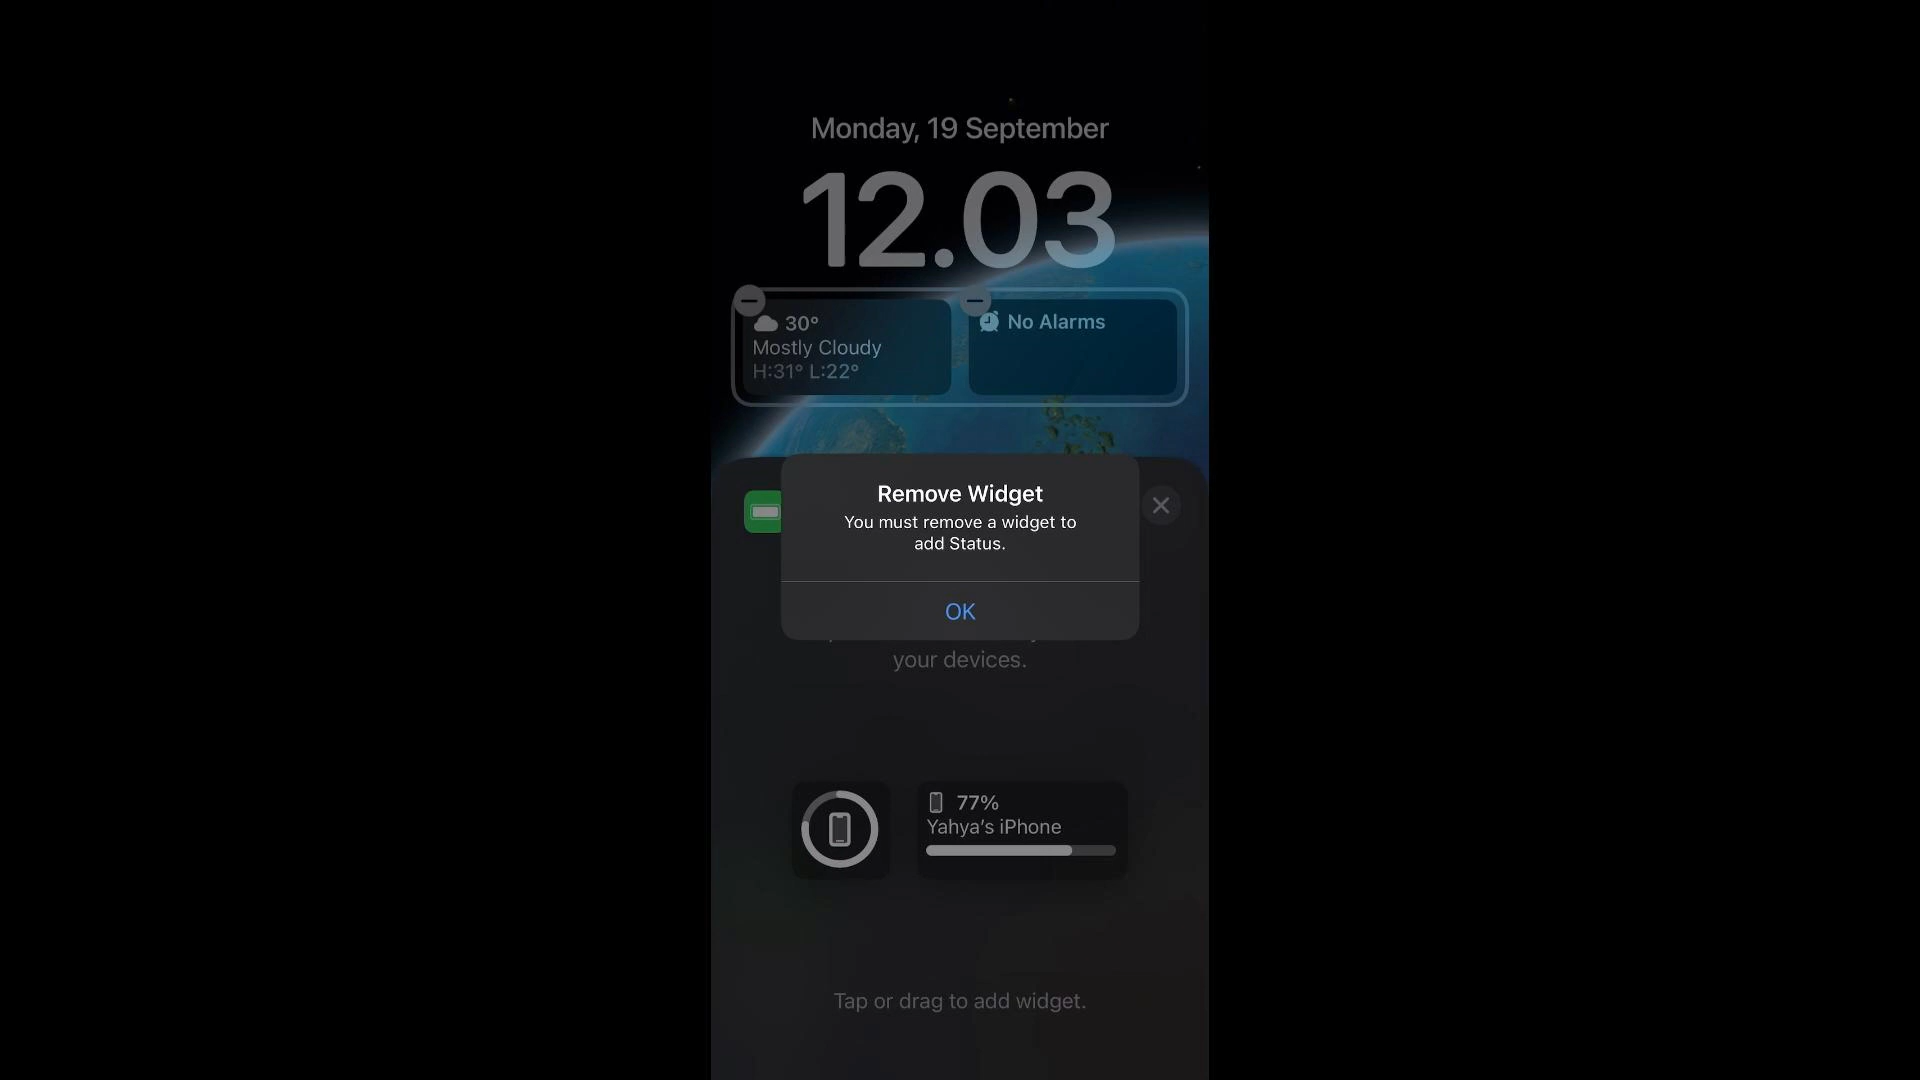 Monday, 19 September
12.03
30°
Mostly Cloudy
H:31° L:22°
No Alarms
Remove Widget
You must remove a widget to
add Status.
OK
your devices.
77%
Yahya's iPhone
Tap or drag to add widget.